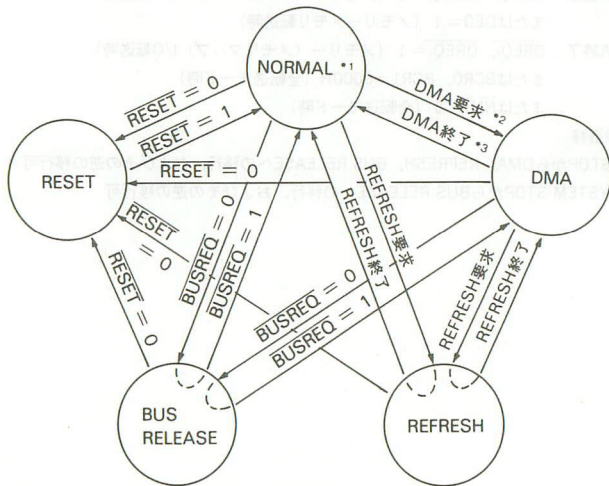 NORMAL *1
RESET = 0
RESET = 1
DMA要求 *2
DMA終了 *3
RESET
RESET = 0
DMA
RESET = 0
BUSREQ = 0
BUSREQ = 1
REFRESH終了
REFRESH要求
RESET = 0
BUSREQ = 0
BUSREQ = 1
REFRESH要求
REFRESH終了
BUS
RELEASE
REFRESH